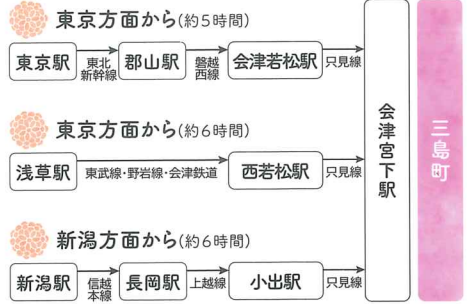 東京方面から(約5時間)
東京駅 東北新幹線 郡山駅 磐越西線 会津若松駅 只見線
東京方面から(約6時間)
浅草駅 東武線・野岩線・会津鉄道 西若松駅 只見線
新潟方面から(約6時間)
新潟駅 信越本線 長岡駅 上越線 小出駅 只見線
会津宮下駅
三島町